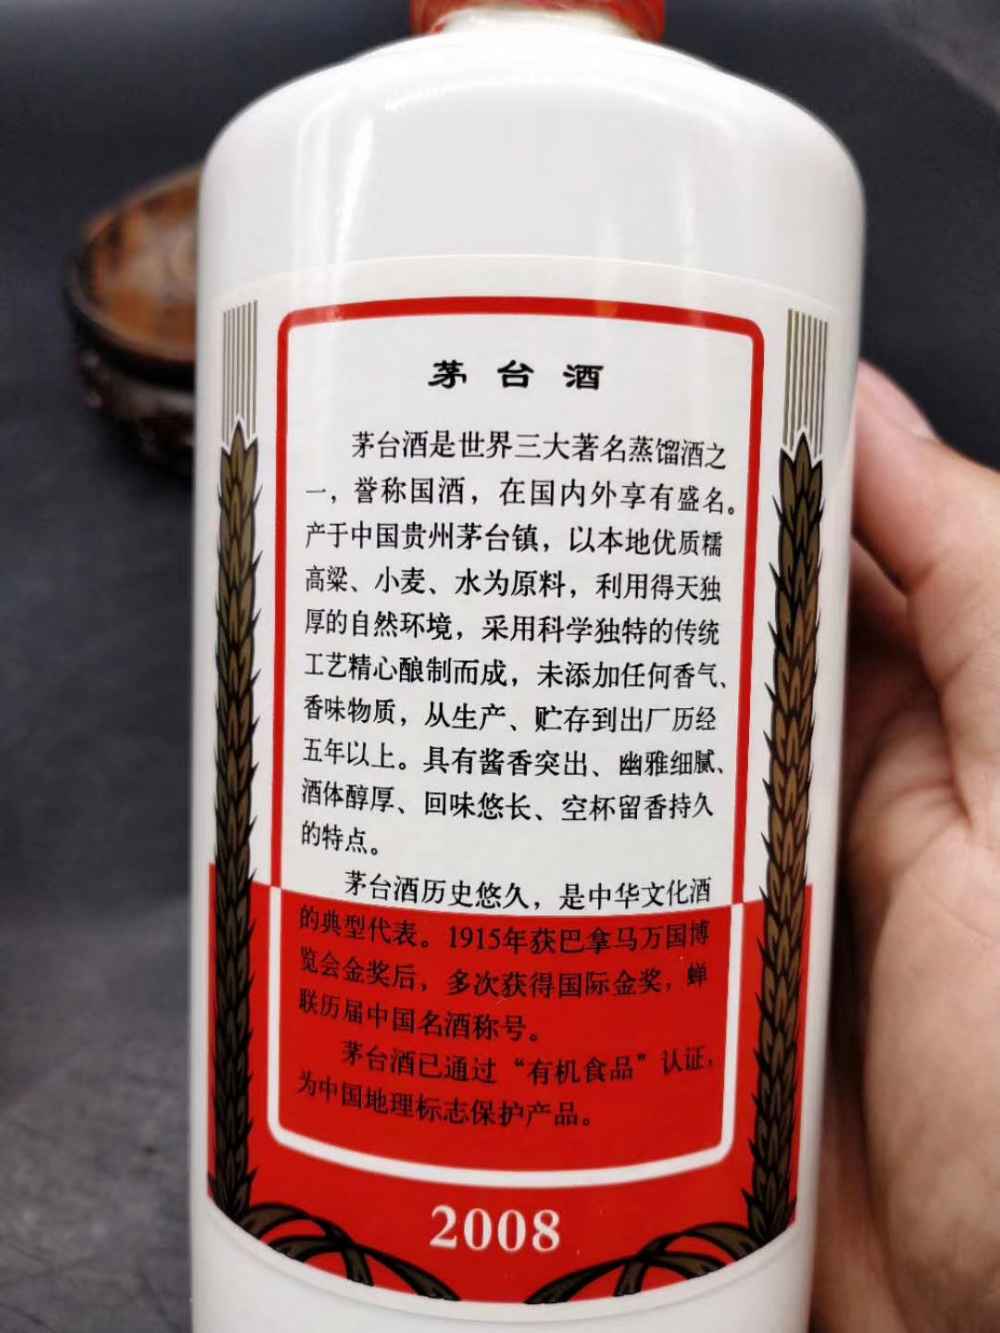 茅台酒
茅台酒是世界三大著名蒸馏酒之
一，誉称国酒，在国内外享有盛名。
产于中国贵州茅台镇，以本地优质糯
高粱、小麦、水为原料，利用得天独
厚的自然环境，采用科学独特的传统
工艺精心酿制而成，未添加任何香气、
香味物质，从生产、贮存到出厂历经
五年以上。具有酱香突出、幽雅细腻、
酒体醇厚、回味悠长、空杯留香持久
的特点。
茅台酒历史悠久，是中华文化酒
的典型代表。1915年获巴拿马万国博
览会金奖后，多次获得国际金奖，蝉
联历届中国名酒称号。
茅台酒已通过“有机食品”认证，
为中国地理标志保护产品。
2008